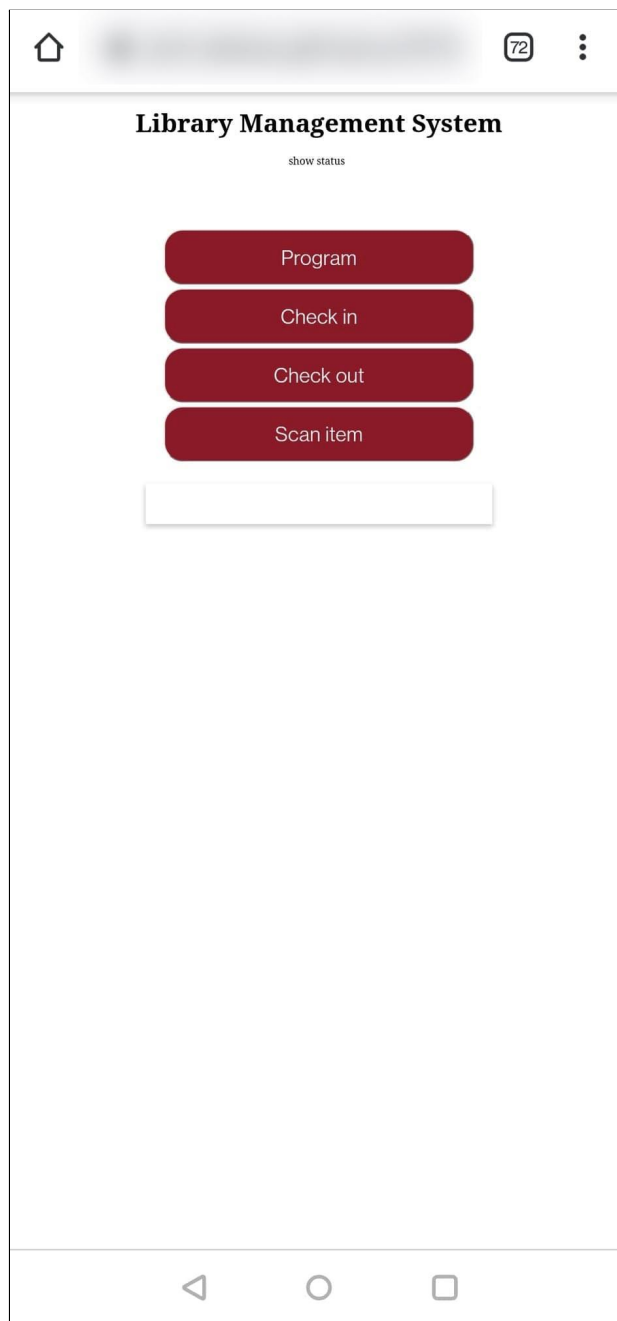 72
Library Management System
show status
Program
Check in
Check out
Scan item